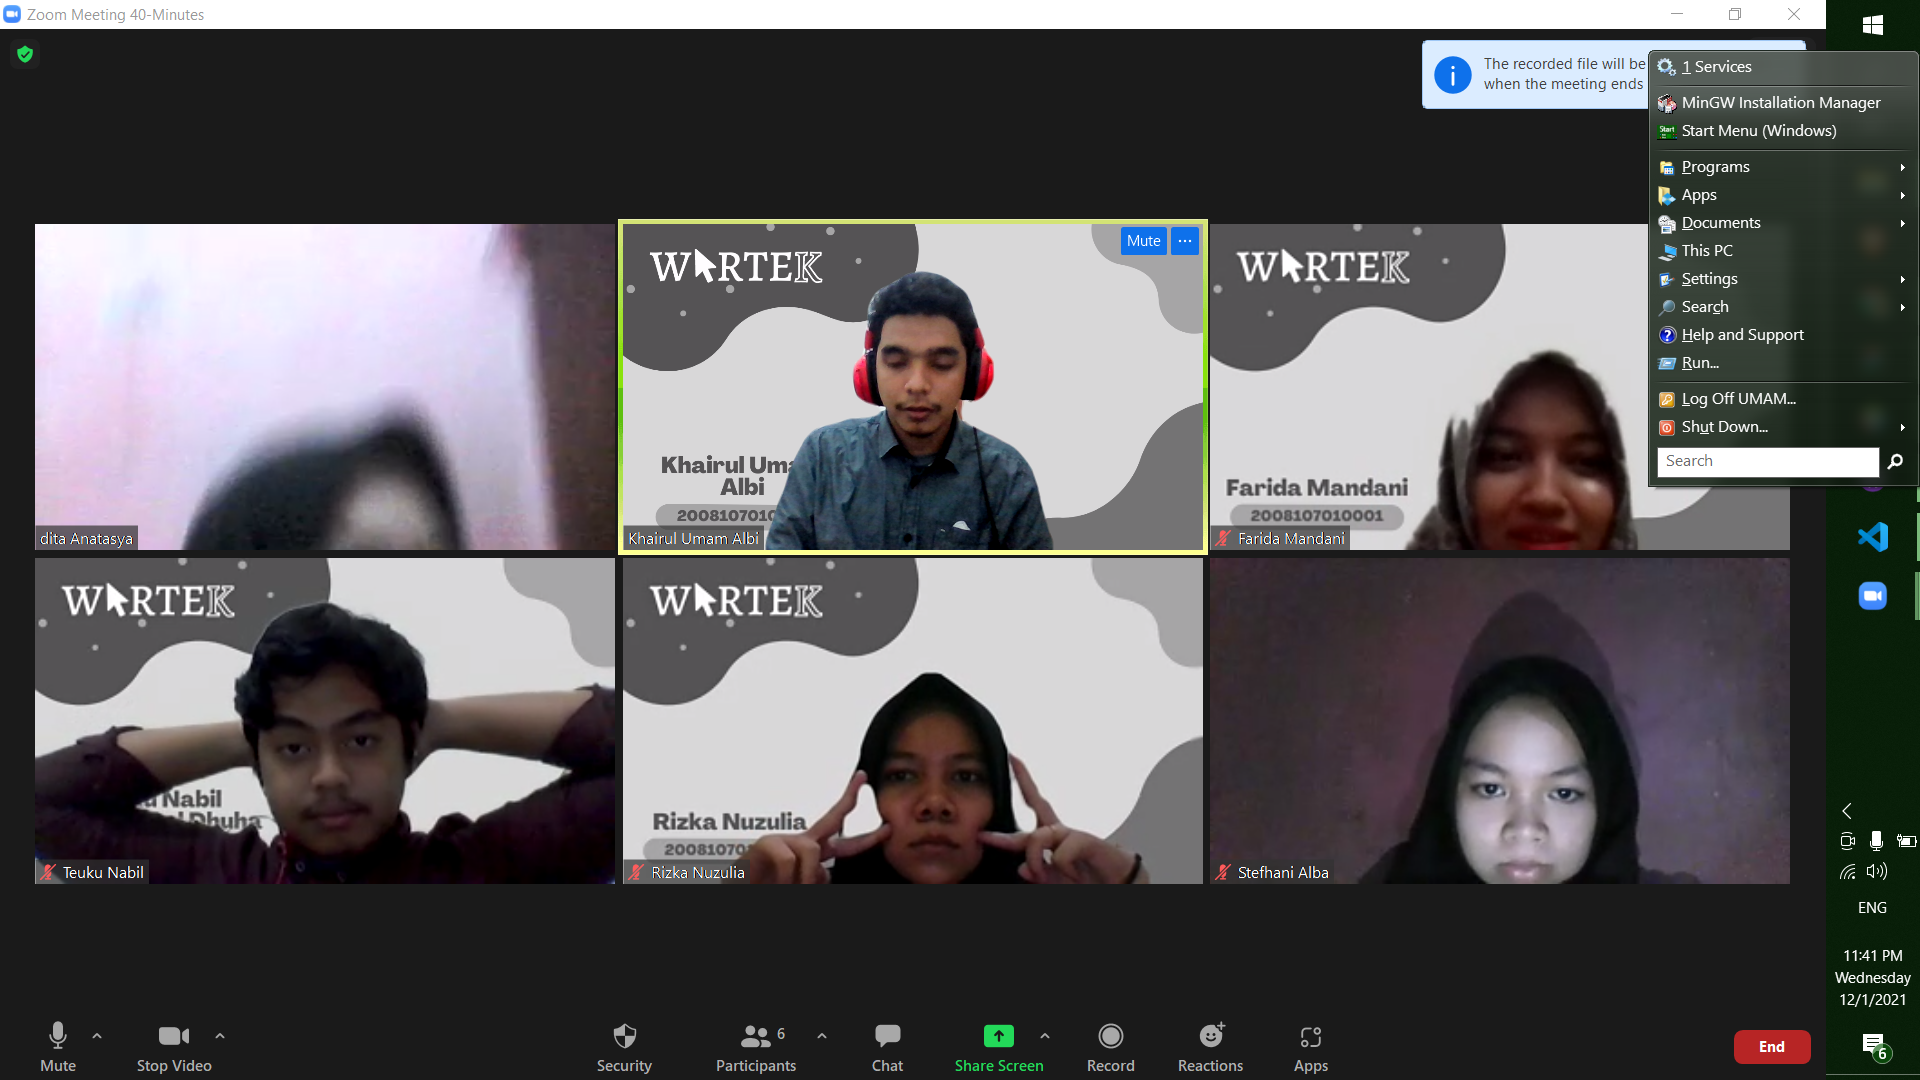 Zoom Meeting 40-Minutes
The recorded file will be
when the meeting ends
1 Services
MinGW Installation Manager
Start Menu (Windows)
Programs
Apps
Documents
This PC
Settings
Search
Help and Support
Run...
Log Off UMAM...
Shut Down...
Search
dita Anatasya
WARTEK
Mute
...
Khairul Uma
Albi
2008107010
Khairul Umam Albi
WARTEK
Farida Mandani
2008107010001
Farida Mandani
WARTEK
Nabil
Dhuha
Teuku Nabil
WARTEK
Rizka Nuzulia
20081070
Rizka Nuzulia
Stefhani Alba
ENG
11:41 PM
Wednesday
12/1/2021
6
Mute
Stop Video
Security
Participants 6
Chat
Share Screen
Record
Reactions
Apps
End